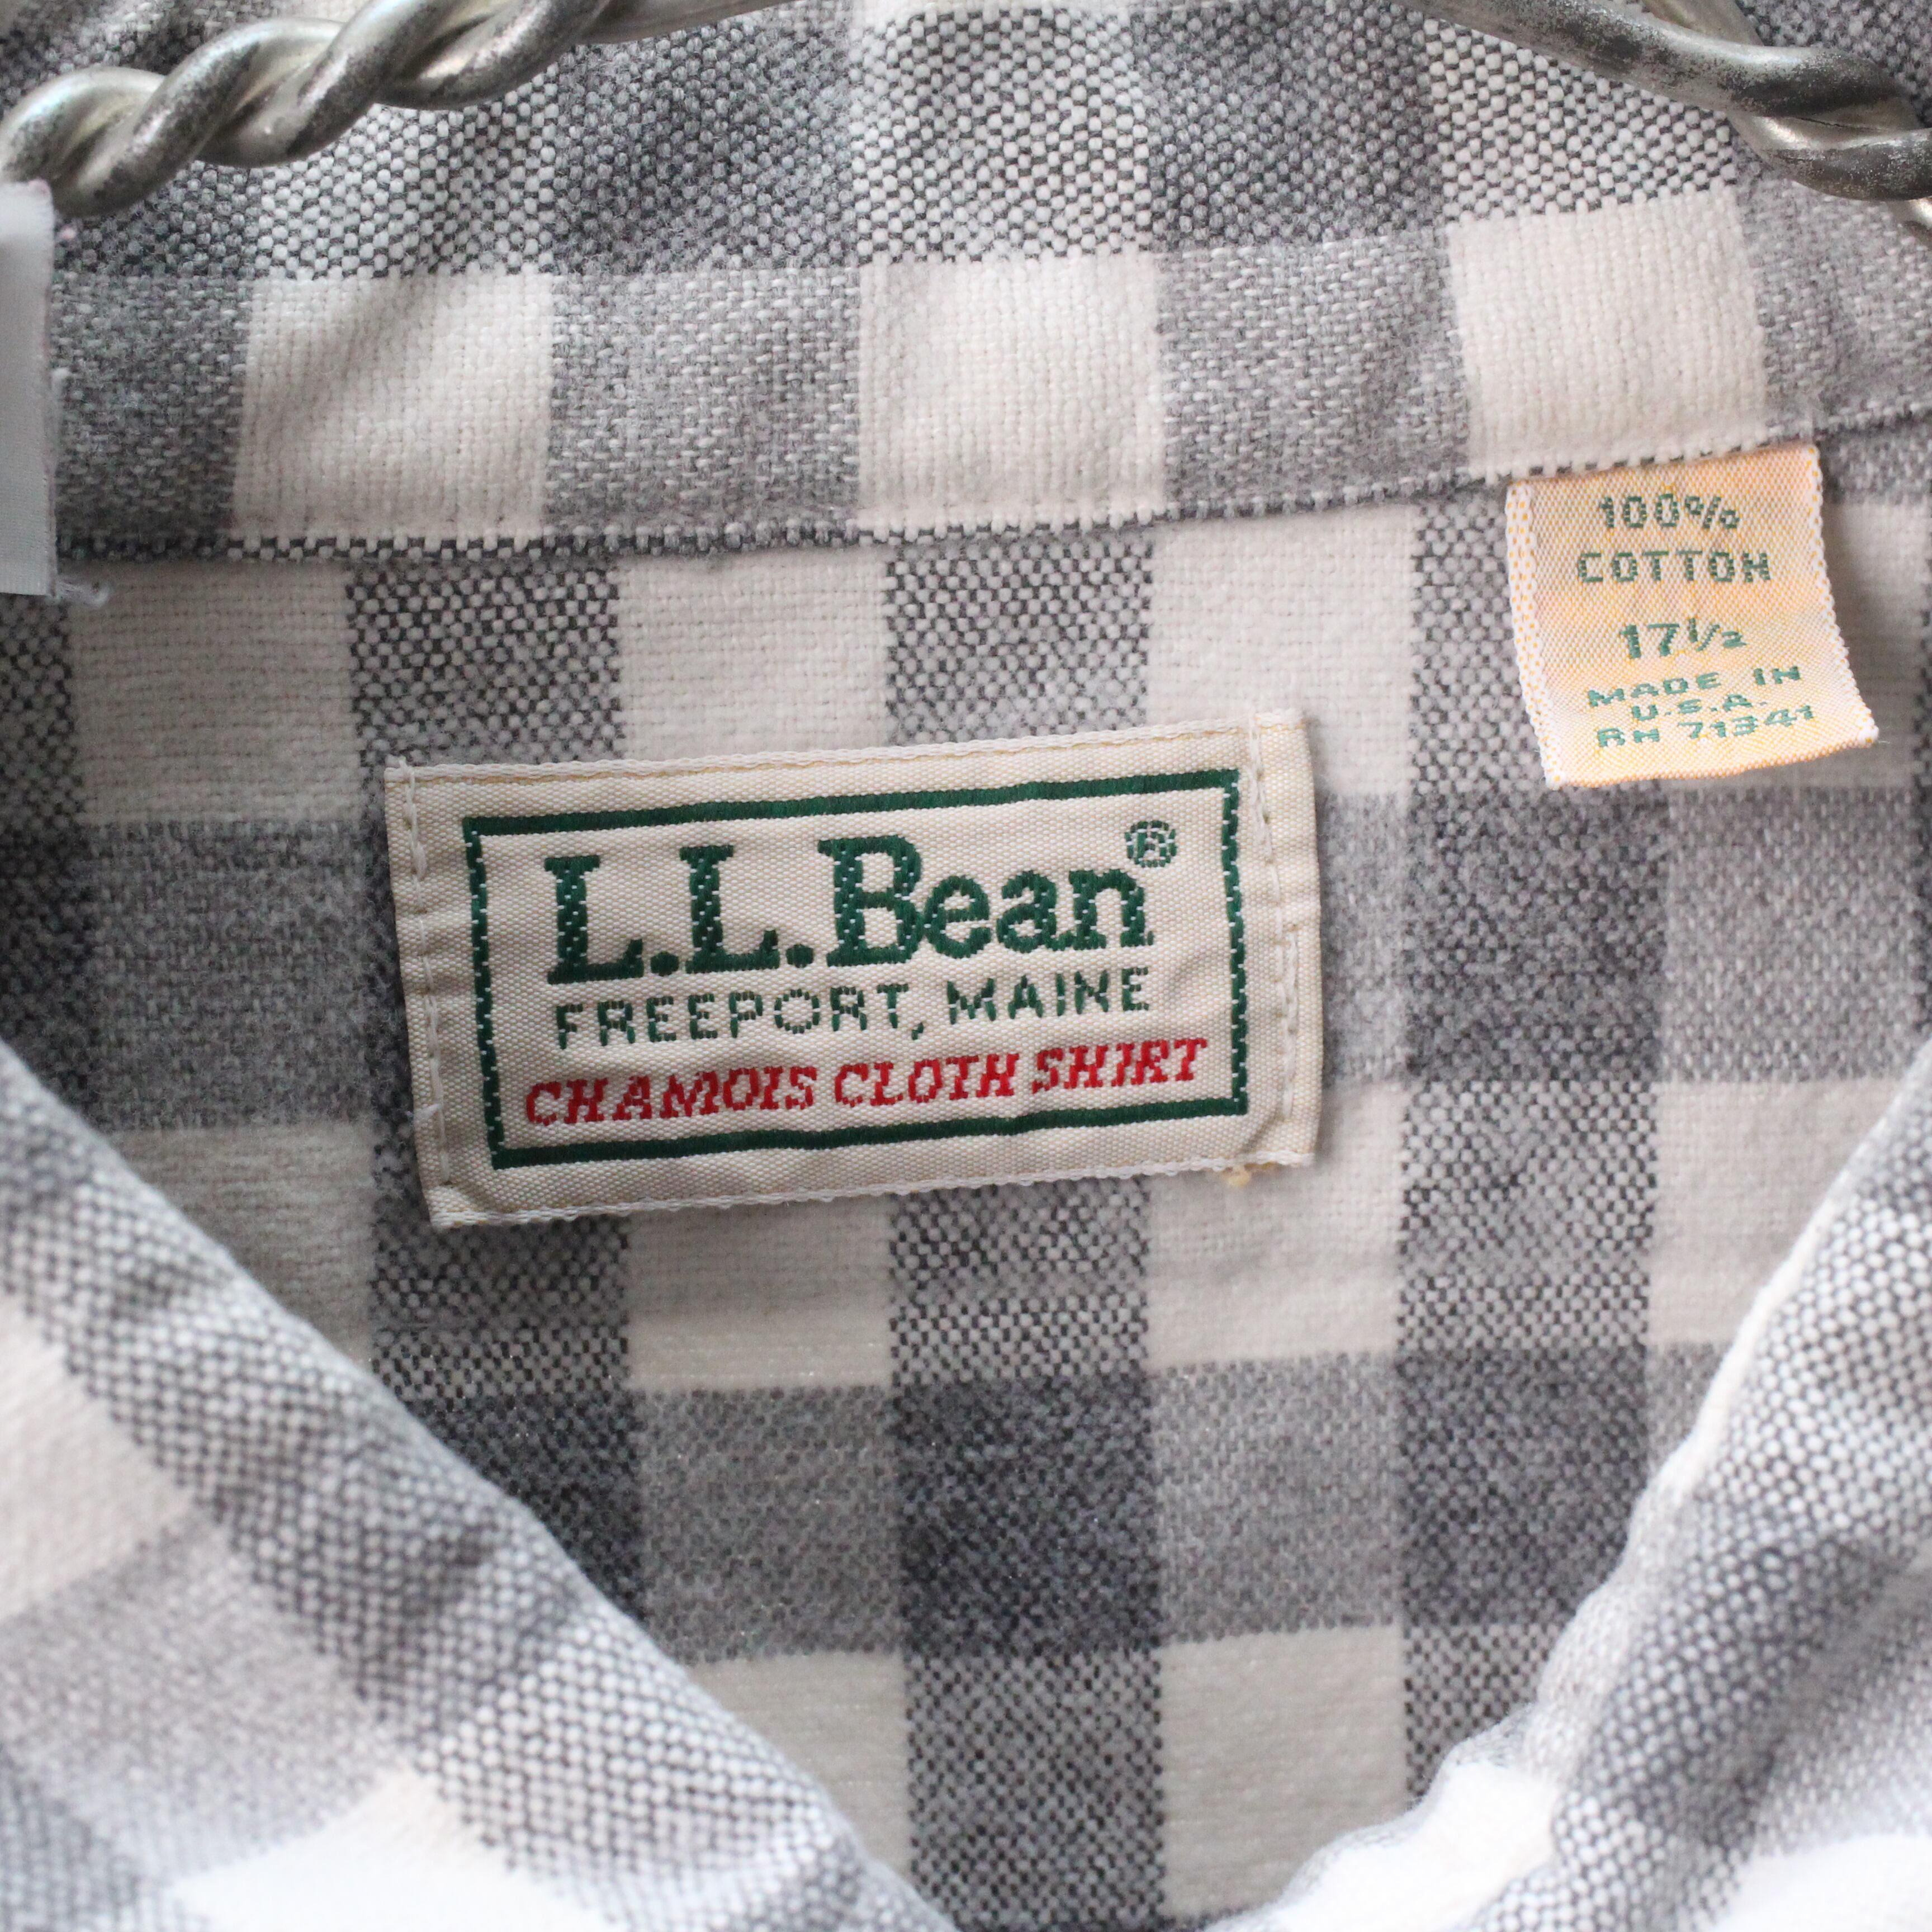 100%
COTTON
17½
MADE IN
U.S.A.
RN 71341
L.L.Bean®
FREEPORT, MAINE
CHAMOIS CLOTH SHIRT